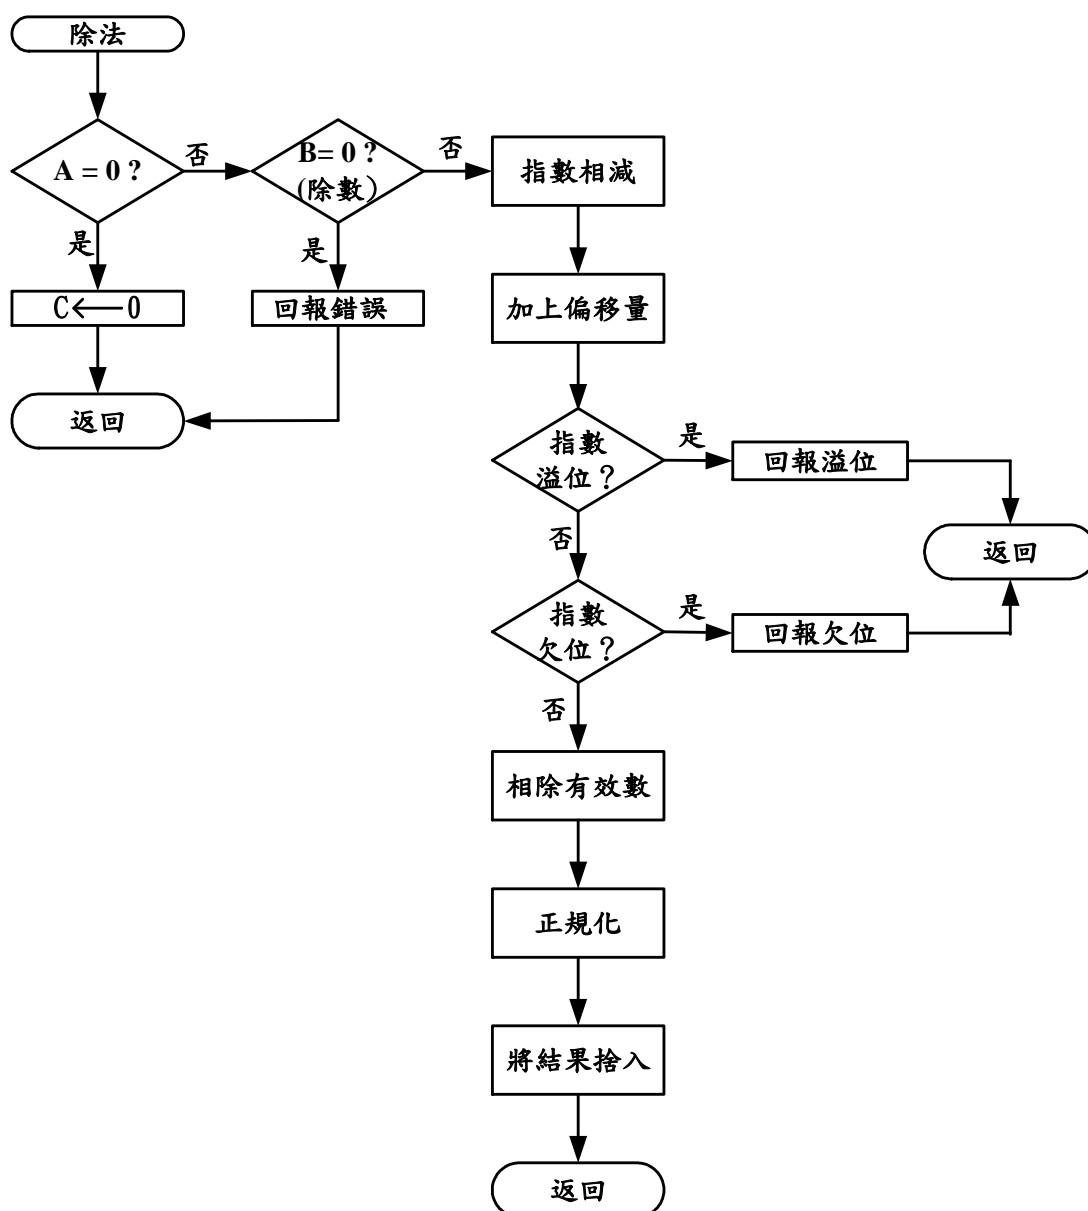 除法
A = 0 ?
否
B= 0 ?
(除數）
否
指數相減
是
是
C←0
回報錯誤
加上偏移量
返回
指數
溢位？
是
回報溢位
否
返回
指數
欠位？
是
回報欠位
否
相除有效數
正規化
將結果捨入
返回